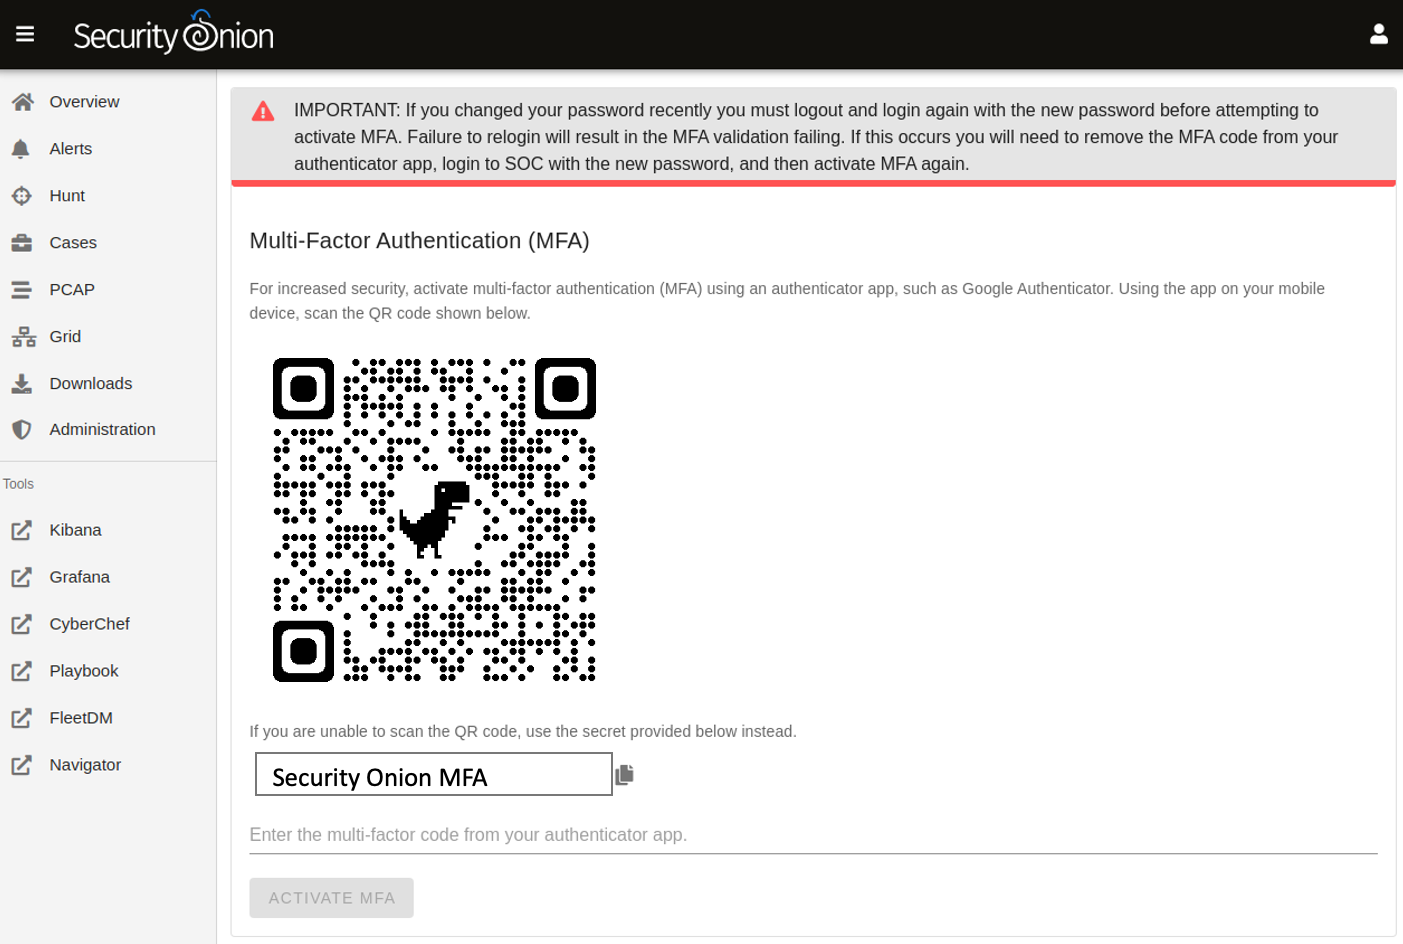 Security Onion
Overview
Alerts
Hunt
Cases
PCAP
Grid
Downloads
Administration
Tools
Kibana
Grafana
CyberChef
Playbook
FleetDM
Navigator
IMPORTANT: If you changed your password recently you must logout and login again with the new password before attempting to
activate MFA. Failure to relogin will result in the MFA validation failing. If this occurs you will need to remove the MFA code from your
authenticator app, login to SOC with the new password, and then activate MFA again.
Multi-Factor Authentication (MFA)
For increased security, activate multi-factor authentication (MFA) using an authenticator app, such as Google Authenticator. Using the app on your mobile
device, scan the QR code shown below.
If you are unable to scan the QR code, use the secret provided below instead.
Security Onion MFA
Enter the multi-factor code from your authenticator app.
ACTIVATE MFA